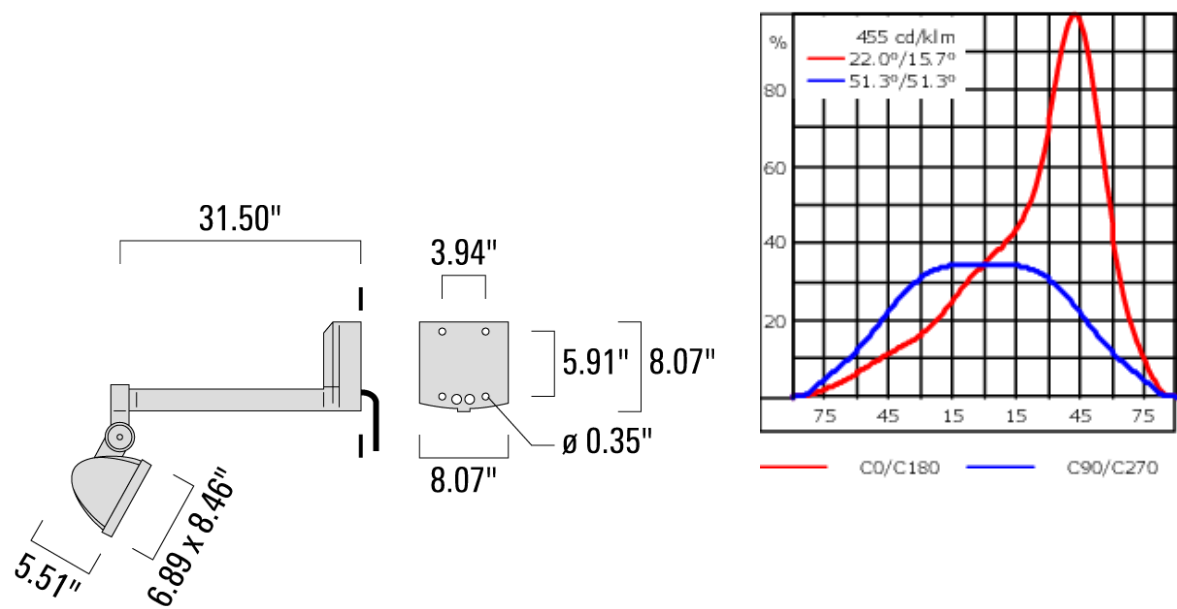 31.50"
3.94"
5.91"
8.07"
ø 0.35"
8.07"
5.51"
6.89 x 8.46"
%
455 cd/klm
22.0º/15.7º
51.3º/51.3º
80
60
40
20
75 45 15 15 45 75
C0/C180 C90/C270